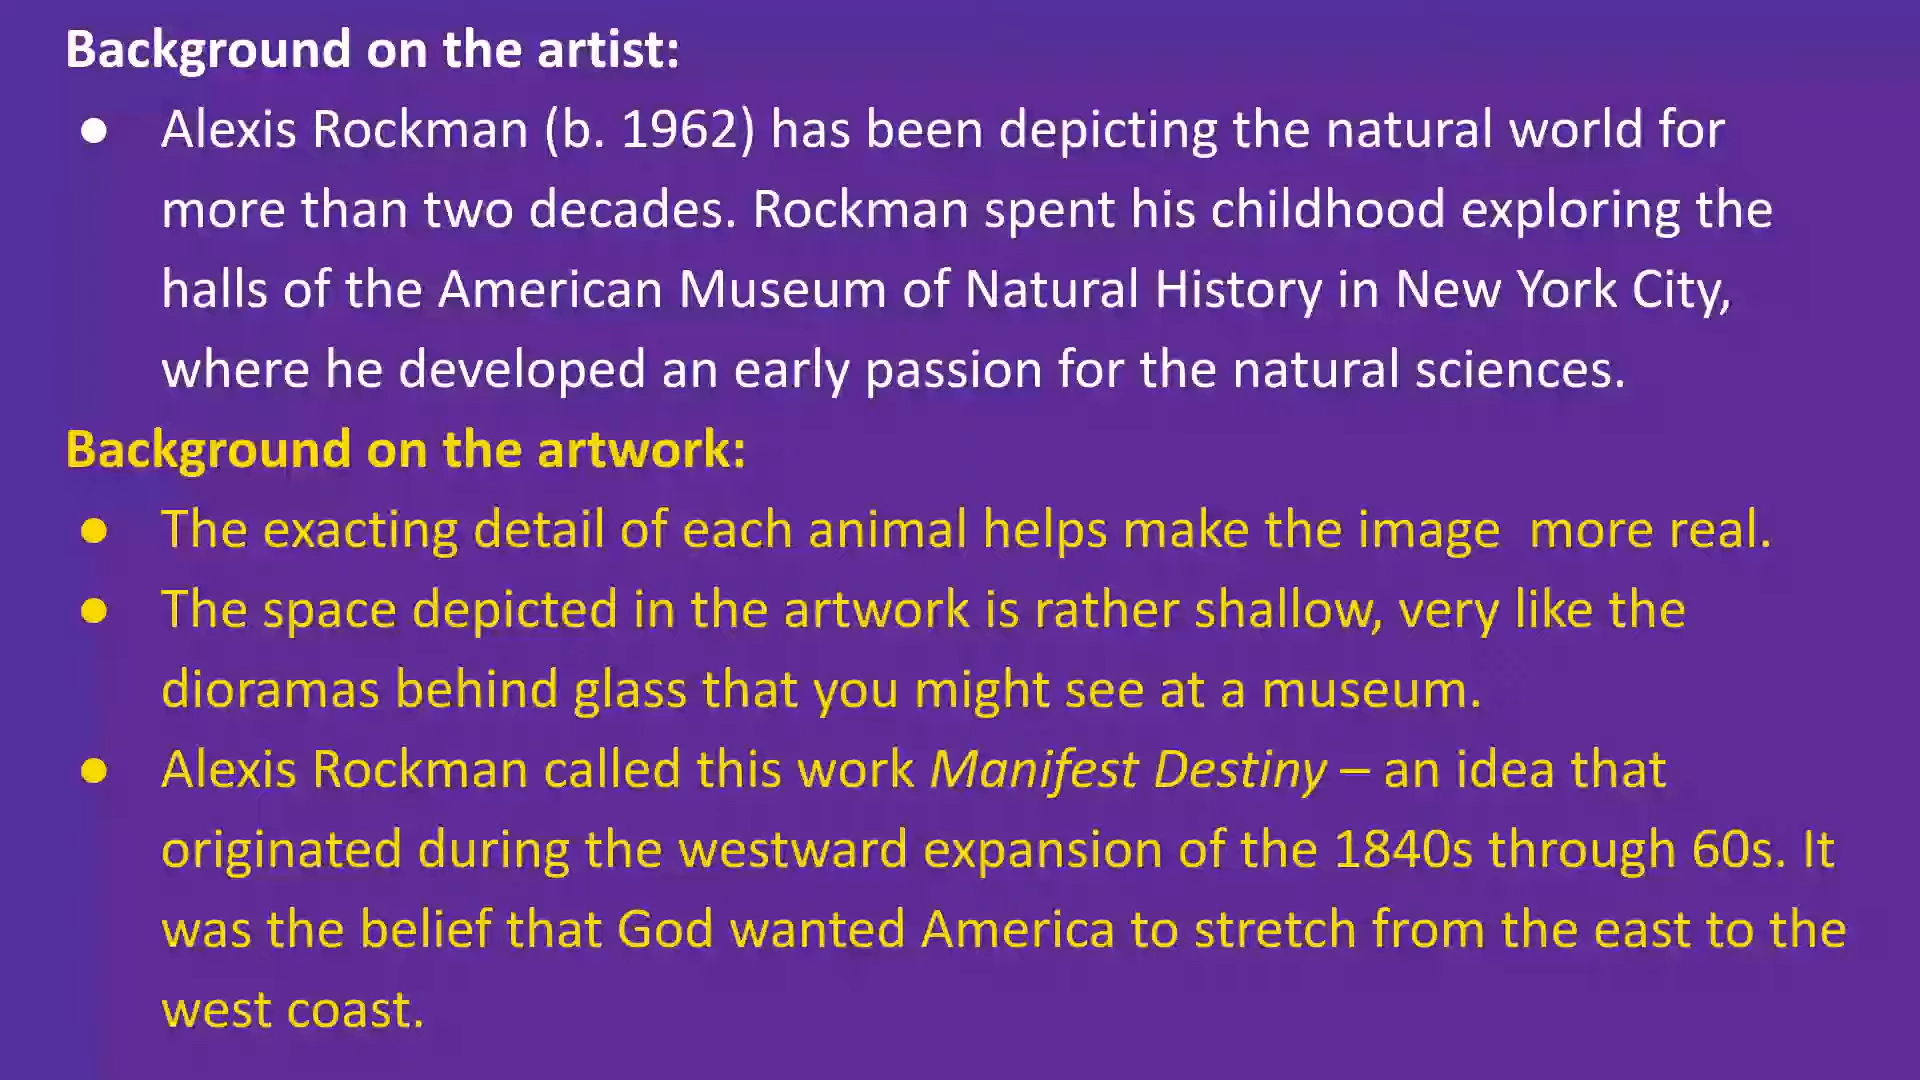 Background on the artist:
● Alexis Rockman (b. 1962) has been depicting the natural world for
more than two decades. Rockman spent his childhood exploring the
halls of the American Museum of Natural History in New York City,
where he developed an early passion for the natural sciences.
Background on the artwork:
● The exacting detail of each animal helps make the image  more real.
● The space depicted in the artwork is rather shallow, very like the
dioramas behind glass that you might see at a museum.
● Alexis Rockman called this work Manifest Destiny – an idea that
originated during the westward expansion of the 1840s through 60s. It
was the belief that God wanted America to stretch from the east to the
west coast.